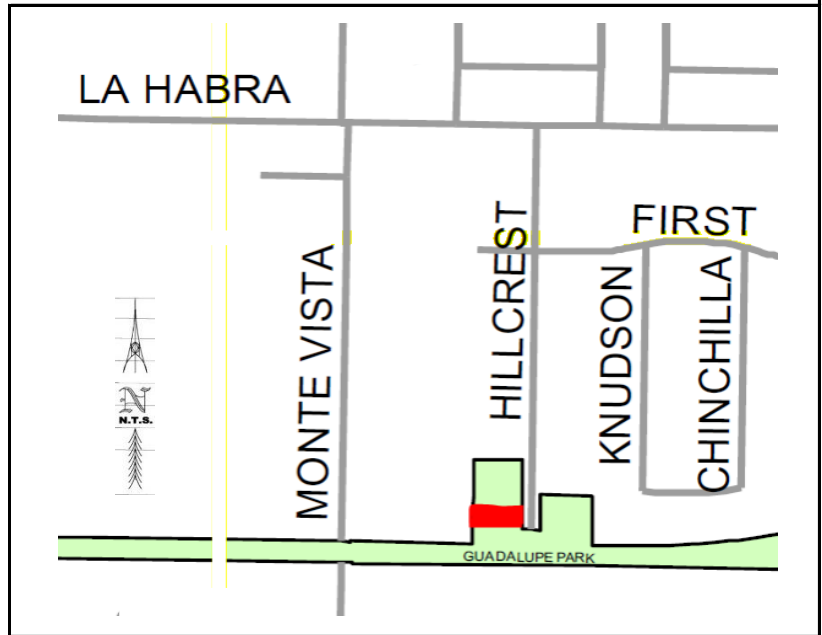 LA HABRA
FIRST
HILLCREST
MONTE VISTA
KNUDSON
CHINCHILLA
N
N.T.S.
GUADALUPE PARK